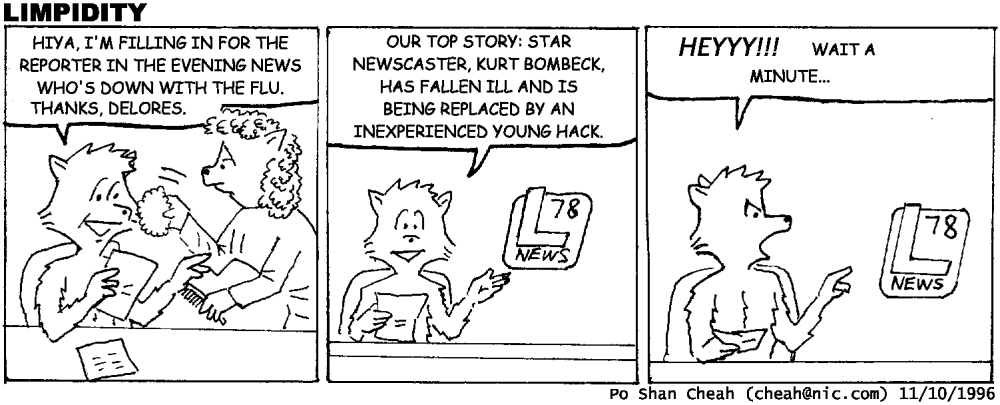 LIMPIDITY
HIYA, I'M FILLING IN FOR THE
REPORTER IN THE EVENING NEWS
WHO'S DOWN WITH THE FLU.
THANKS, DELORES.
OUR TOP STORY: STAR
NEWSCASTER, KURT BOMBECK,
HAS FALLEN ILL AND IS
BEING REPLACED BY AN
INEXPERIENCED YOUNG HACK.
L 78
NEWS
HEYYY!!! WAIT A
MINUTE...
L 78
NEWS
Po Shan Cheah (cheah@nic.com) 11/10/1996